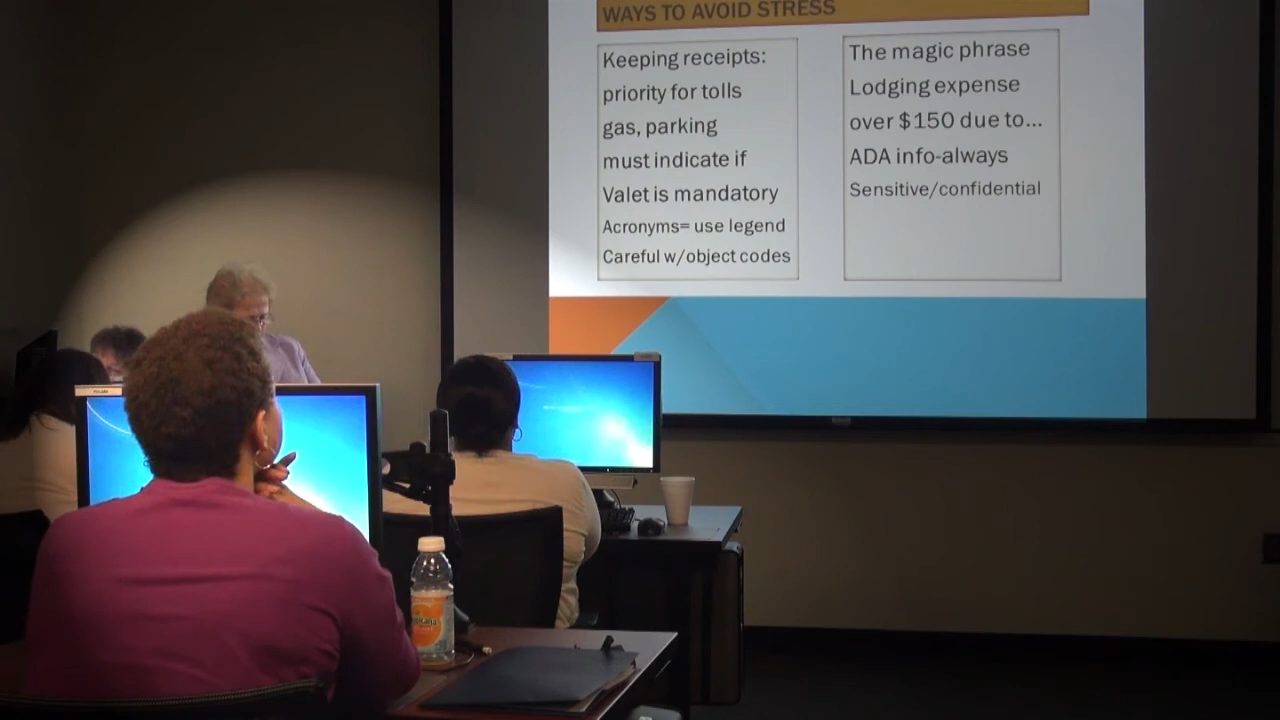 WAYS TO AVOID STRESS
Keeping receipts:
priority for tolls
gas, parking
must indicate if
Valet is mandatory
Acronyms= use legend
Careful w/object codes
The magic phrase
Lodging expense
over $150 due to...
ADA info-always
Sensitive/confidential